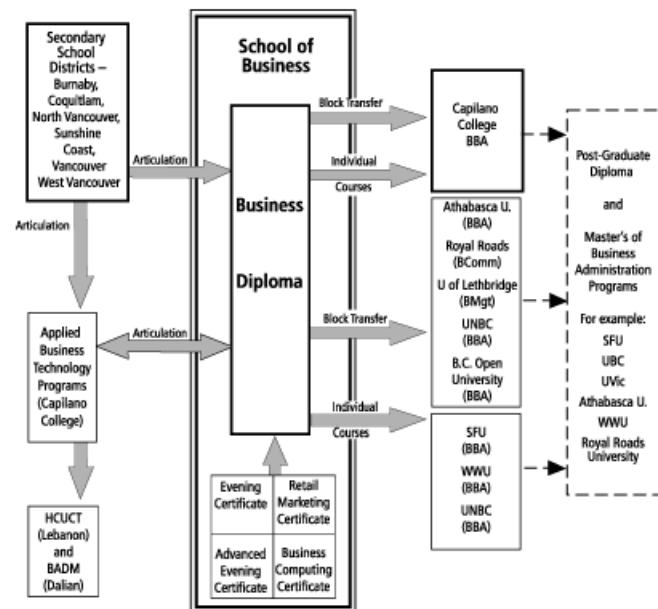 Secondary
School
Districts –
Burnaby,
Coquitlam,
North Vancouver,
Sunshine
Coast,
Vancouver
West Vancouver
Articulation
Articulation
Applied
Business
Technology
Programs
(Capilano
College)
Articulation
HCUCT
(Lebanon)
and
BADM
(Dalian)
School of
Business
Business
Diploma
Evening
Certificate
Retail
Marketing
Certificate
Advanced
Evening
Certificate
Business
Computing
Certificate
Block Transfer
Individual
Courses
Block Transfer
Individual
Courses
Capilano
College
BBA
Athabasca U.
(BBA)
Royal Roads
(BComm)
U of Lethbridge
(BMgt)
UNBC
(BBA)
B.C. Open
University
(BBA)
SFU
(BBA)
WWU
(BBA)
UNBC
(BBA)
Post-Graduate
Diploma
and
Master's of
Business
Administration
Programs
For example:
SFU
UBC
UVic
Athabasca U.
WWU
Royal Roads
University